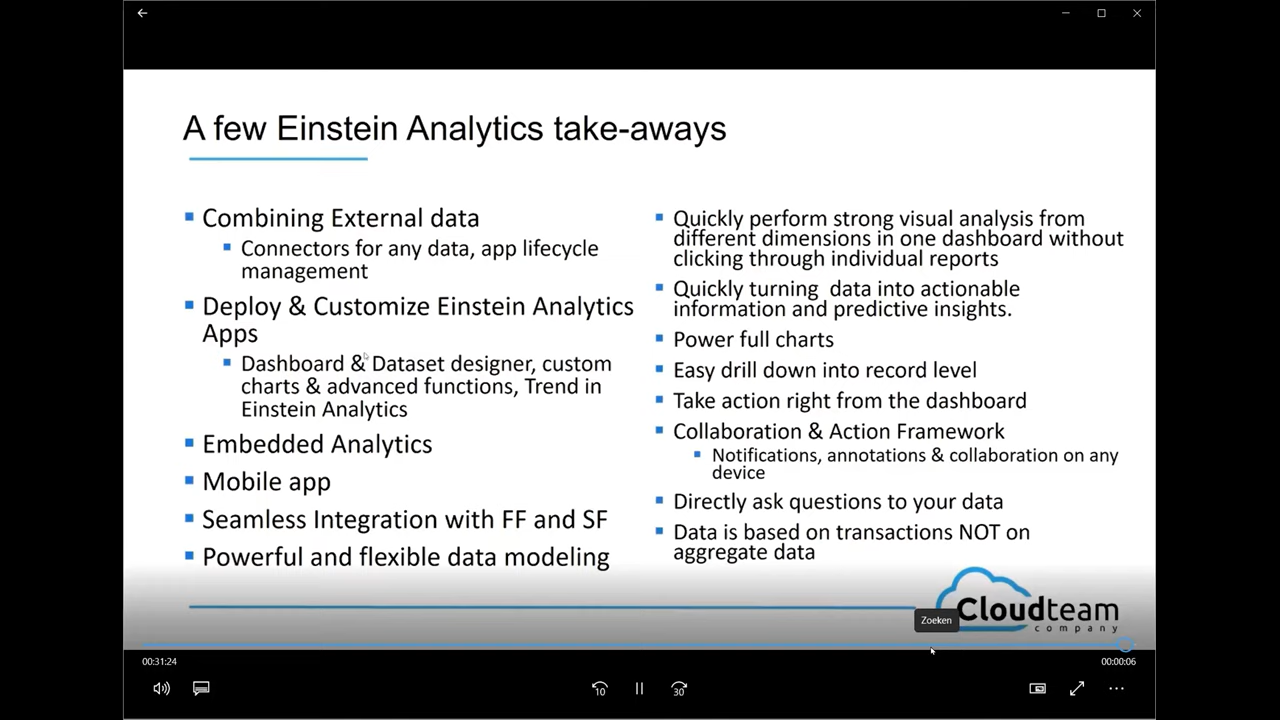 A few Einstein Analytics take-aways
Combining External data
Connectors for any data, app lifecycle
management
Deploy & Customize Einstein Analytics
Apps
Dashboard & Dataset designer, custom
charts & advanced functions, Trend in
Einstein Analytics
Embedded Analytics
Mobile app
Seamless Integration with FF and SF
Powerful and flexible data modeling
Quickly perform strong visual analysis from
different dimensions in one dashboard without
clicking through individual reports
Quickly turning data into actionable
information and predictive insights.
Power full charts
Easy drill down into record level
Take action right from the dashboard
Collaboration & Action Framework
Notifications, annotations & collaboration on any
device
Directly ask questions to your data
Data is based on transactions NOT on
aggregate data
Cloudteam
company
Zoeken
00:31:24
00:00:06
10
30